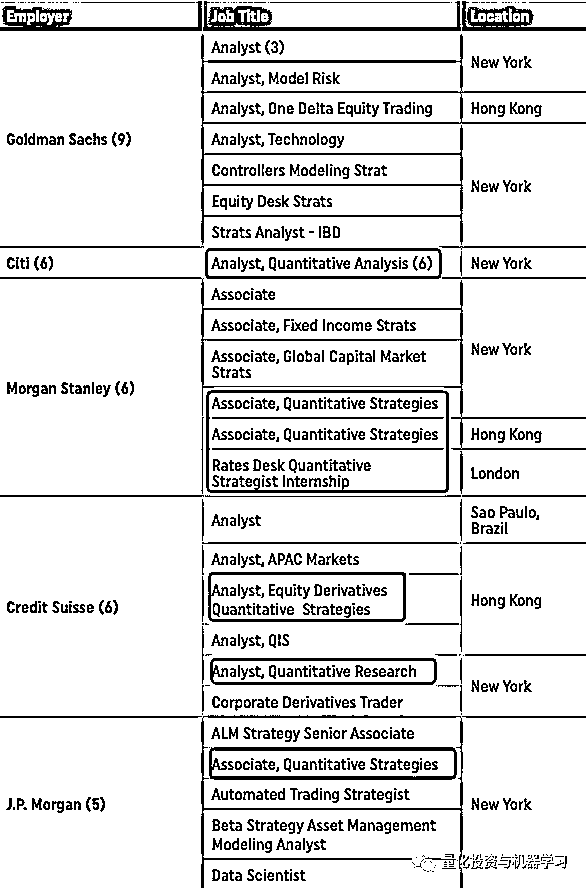 Employer Job Title Location
Goldman Sachs (9)
Analyst (3)
Analyst, Model Risk
New York
Analyst, One Delta Equity Trading
Hong Kong
Analyst, Technology
Controllers Modeling Strat
Equity Desk Strats
Strats Analyst - IBD
New York
Citi (6)
Analyst, Quantitative Analysis (6)
New York
Morgan Stanley (6)
Associate
Associate, Fixed Income Strats
Associate, Global Capital Market
Strats
Associate, Quantitative Strategies
New York
Associate, Quantitative Strategies
Hong Kong
Rates Desk Quantitative
Strategist Internship
London
Credit Suisse (6)
Analyst
Sao Paulo,
Brazil
Analyst, APAC Markets
Analyst, Equity Derivatives
Quantitative Strategies
Analyst, QIS
Hong Kong
Analyst, Quantitative Research
Corporate Derivatives Trader
New York
J.P. Morgan (5)
ALM Strategy Senior Associate
Associate, Quantitative Strategies
Automated Trading Strategist
Beta Strategy Asset Management
Modeling Analyst
Data Scientist
New York
量化投资与机器学习